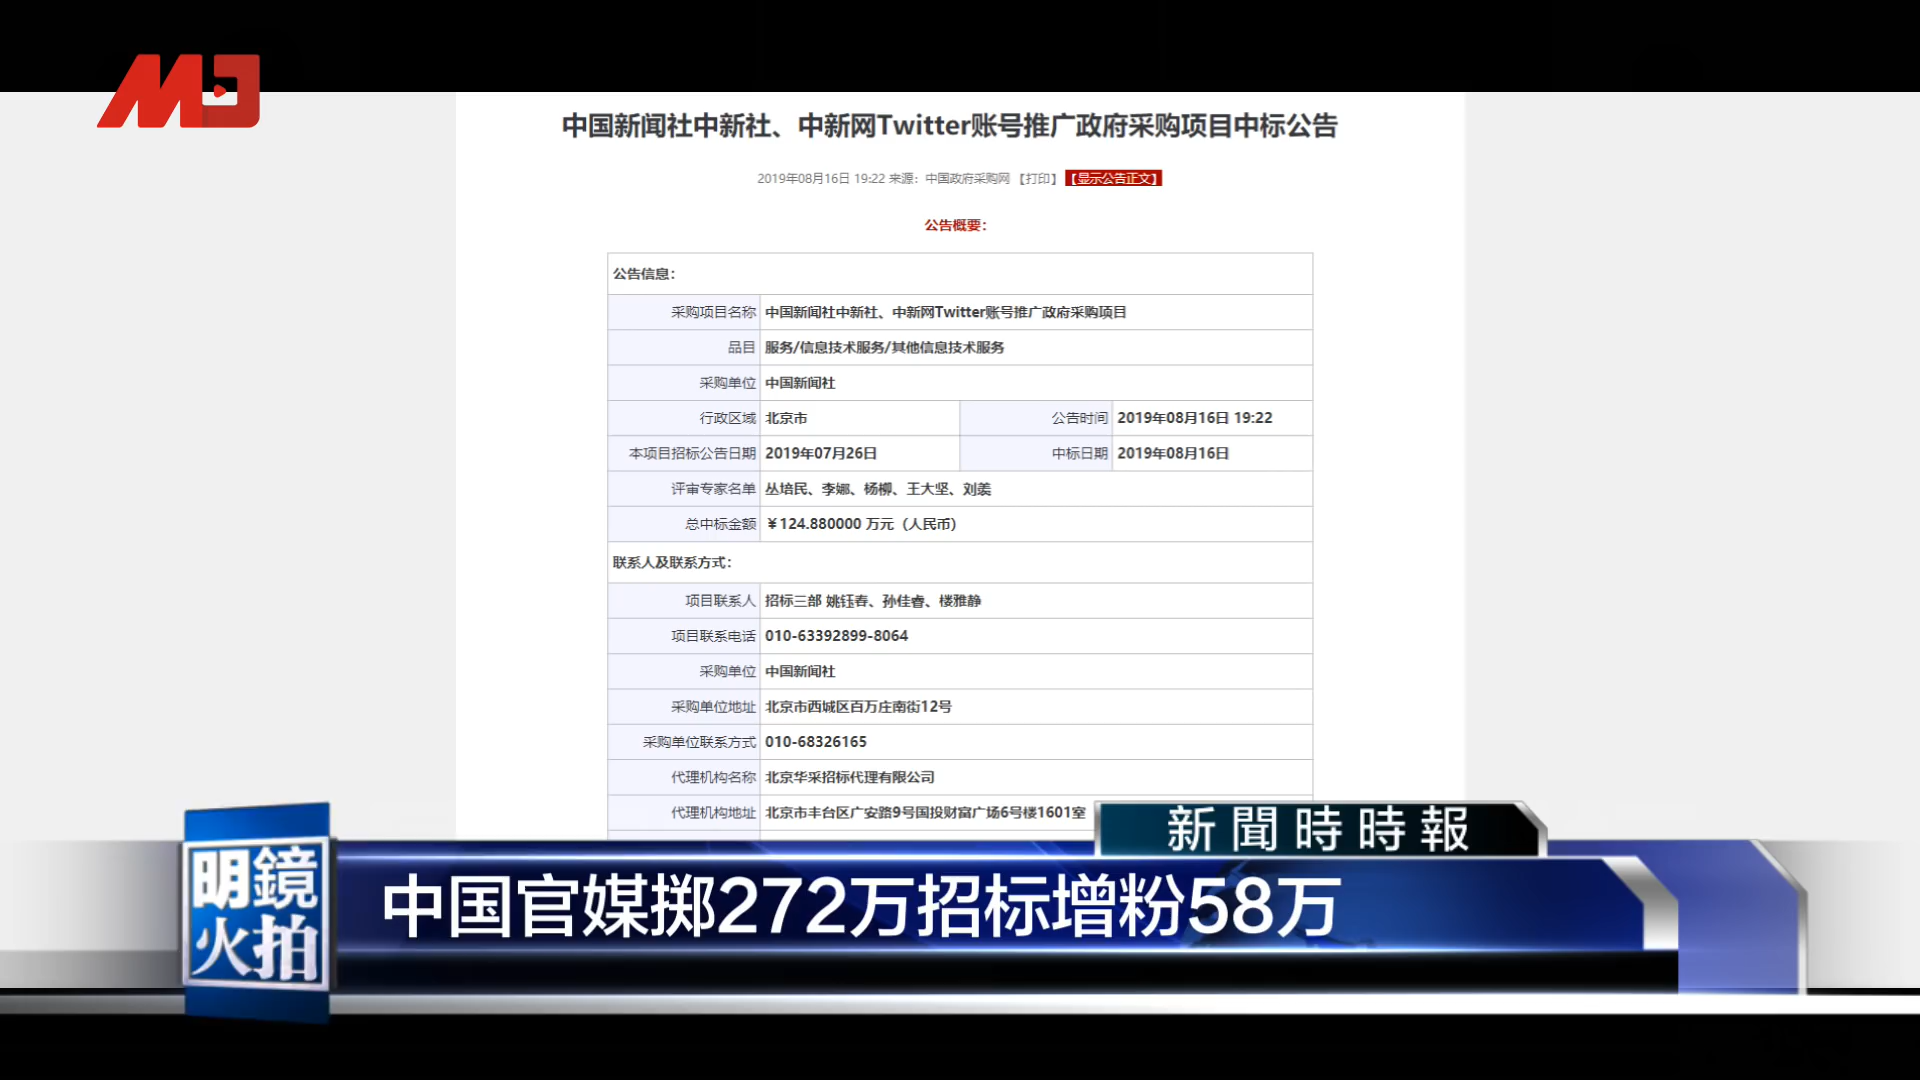 中国新闻社中新社、中新网Twitter账号推广政府采购项目中标公告
2019年08月16日 19:22 来源：中国政府采购网 【打印】 【显示公告正文】
公告概要：
公告信息：
采购项目名称 中国新闻社中新社、中新网Twitter账号推广政府采购项目
品目 服务/信息技术服务/其他信息技术服务
采购单位 中国新闻社
行政区域 北京市 公告时间 2019年08月16日 19:22
本项目招标公告日期 2019年07月26日 中标日期 2019年08月16日
评审专家名单 丛培民、李娜、杨柳、王大坚、刘羕
总中标金额 ￥124.880000 万元（人民币）
联系人及联系方式：
项目联系人 招标三部 姚钰春、孙佳睿、楼雅静
项目联系电话 010-63392899-8064
采购单位 中国新闻社
采购单位地址 北京市西城区百万庄南街12号
采购单位联系方式 010-68326165
代理机构名称 北京华采招标代理有限公司
代理机构地址 北京市丰台区广安路9号国投财富广场6号楼1601室
新聞時時報
中国官媒掷272万招标增粉58万
明鏡
火拍